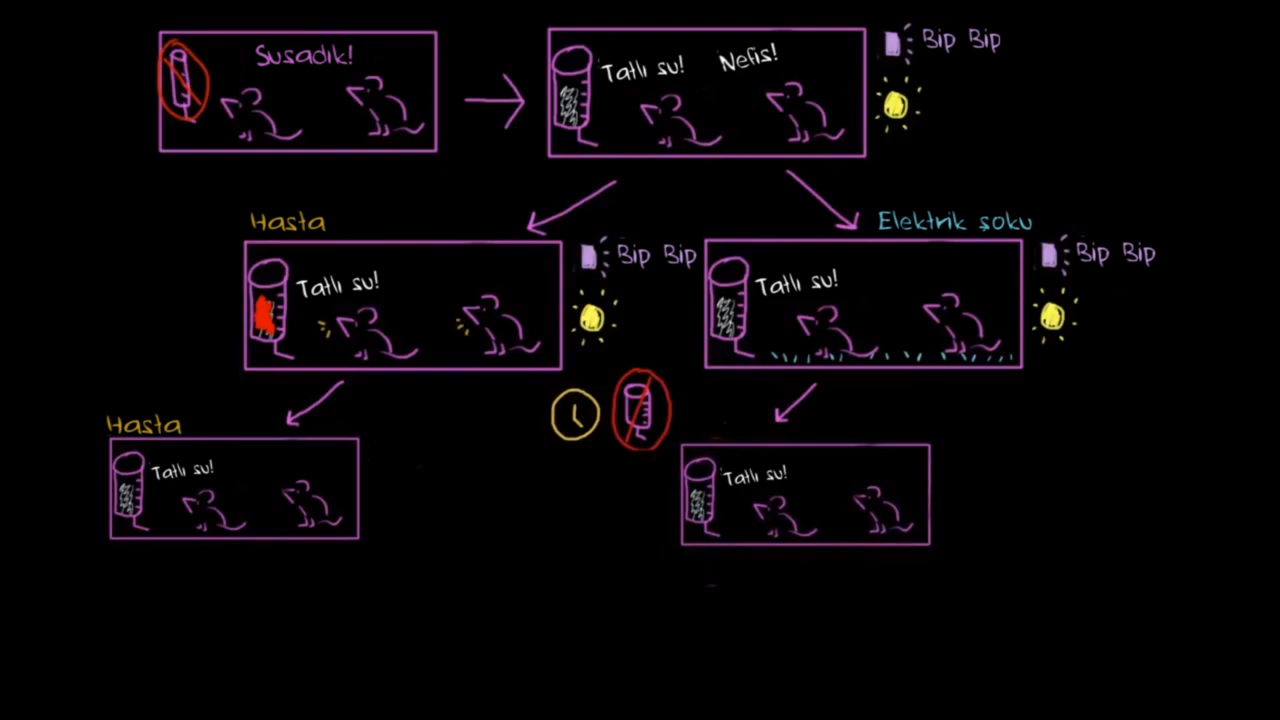 Susadık!
Tatlı su! Nefis!
Bip Bip
Hasta
Tatlı su!
Bip Bip
Elektrik şoku
Tatlı su!
Bip Bip
Hasta
Tatlı su!
Tatlı su!